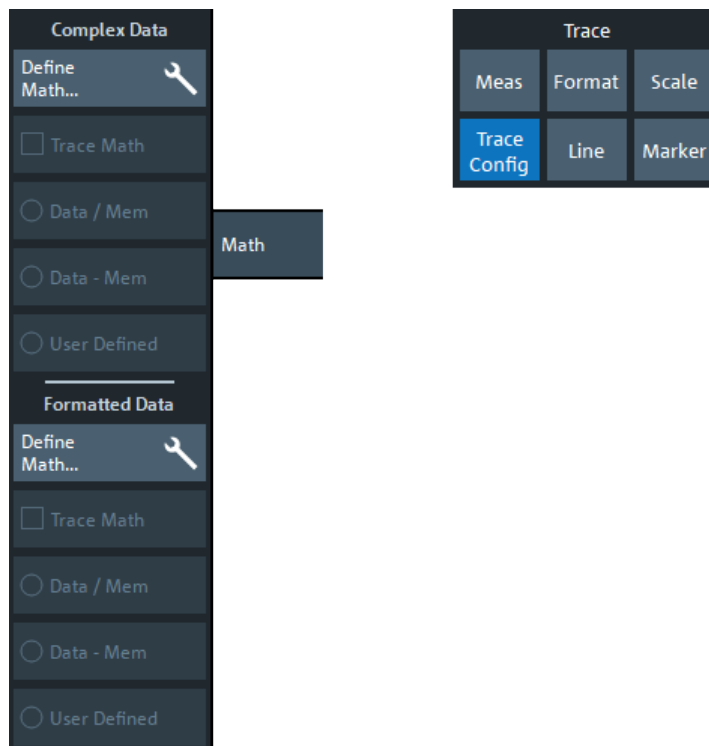 Complex Data
Define
Math...
Trace Math
Data / Mem
Data - Mem
User Defined
Formatted Data
Define
Math...
Trace Math
Data / Mem
Data - Mem
User Defined
Math
Trace
Meas Format Scale
Trace
Config
Line Marker